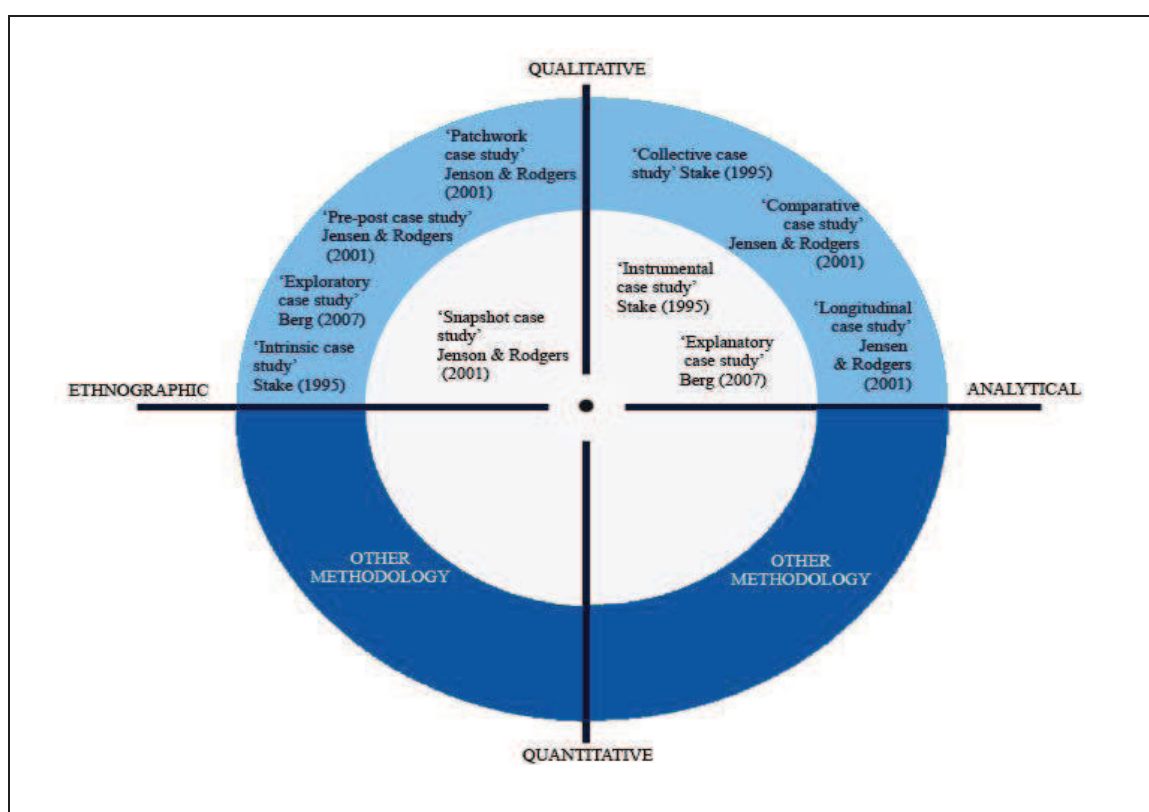 QUALITATIVE
‘Patchwork
case study’
Jenson & Rodgers
(2001)
‘Collective case
study’ Stake (1995)
‘Pre-post case study’
Jensen & Rodgers
(2001)
‘Comparative
case study’
Jensen & Rodgers
(2001)
‘Exploratory
case study’
Berg (2007)
‘Instrumental
case study’
Stake (1995)
‘Snapshot case
study’
Jenson & Rodgers
(2001)
‘Longitudinal
case study’
Jensen
& Rodgers
(2001)
‘Intrinsic case
study’
Stake (1995)
‘Explanatory
case study’
Berg (2007)
ETHNOGRAPHIC
ANALYTICAL
OTHER
METHODOLOGY
OTHER
METHODOLOGY
QUANTITATIVE